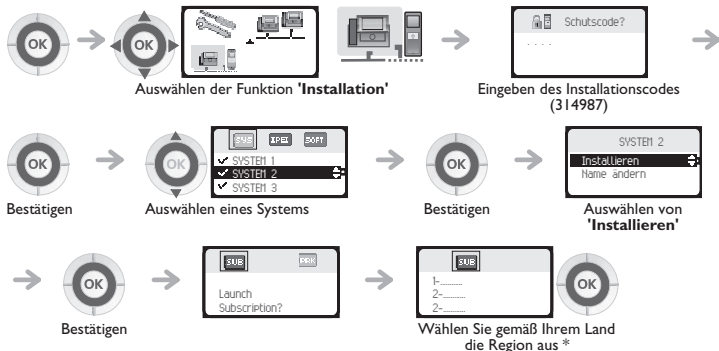 OK
OK
Schutscode?
. . . .
Auswählen der Funktion 'Installation'
Eingeben des Installationscodes
(314987)
OK
OK
SYS
SOFT
✓ SYSTEM 1
✓ SYSTEM 2
✓ SYSTEM 3
OK
SYSTEM 2
Installieren
Name ändern
Bestätigen
Auswählen eines Systems
Bestätigen
Auswählen von
'Installieren'
OK
SUB
Launch
Subscription?
SUB
1-.........
2-.........
2-.........
OK
Bestätigen
Wählen Sie gemäß Ihrem Land
die Region aus *